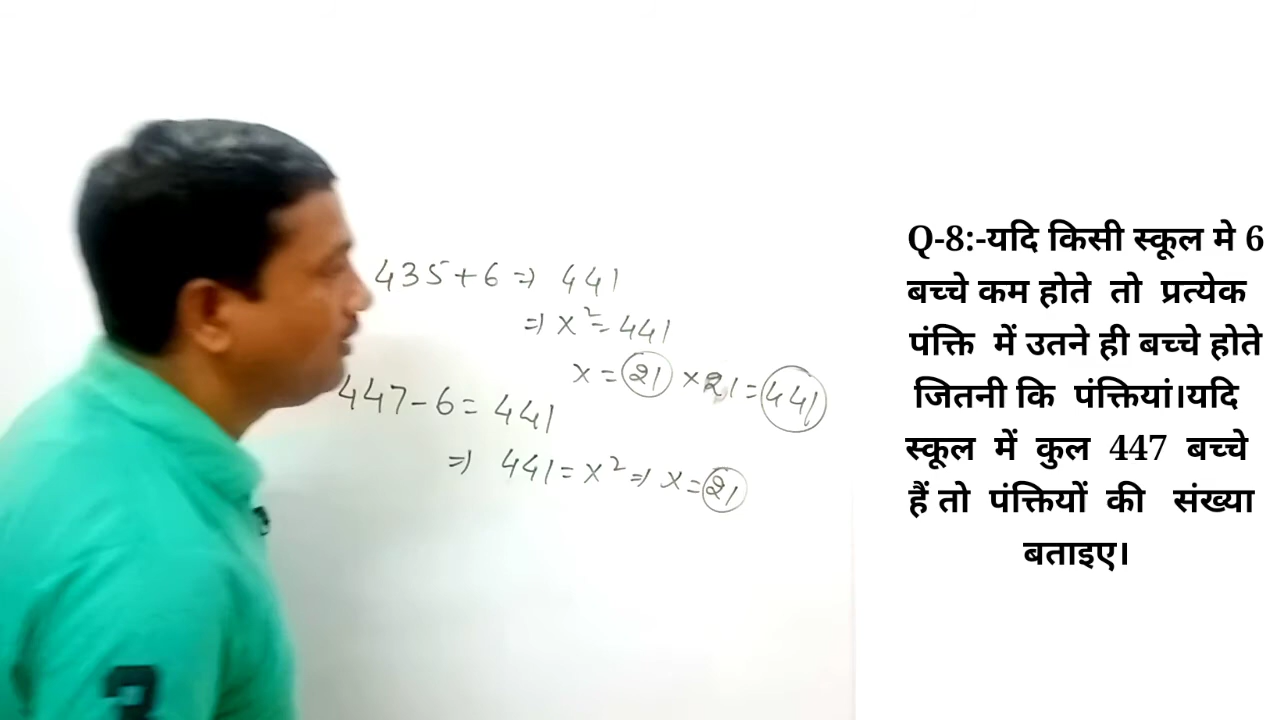 435+6 ⇒ 441
⇒ x²=441
x = 21 ×21=441
447-6= 441
⇒ 441=x² ⇒ x=21
3
Q-8:-यदि किसी स्कूल मे 6
बच्चे कम होते तो प्रत्येक
पंक्ति में उतने ही बच्चे होते
जितनी कि पंक्तियां।यदि
स्कूल में कुल 447 बच्चे
हैं तो पंक्तियों की संख्या
बताइए।